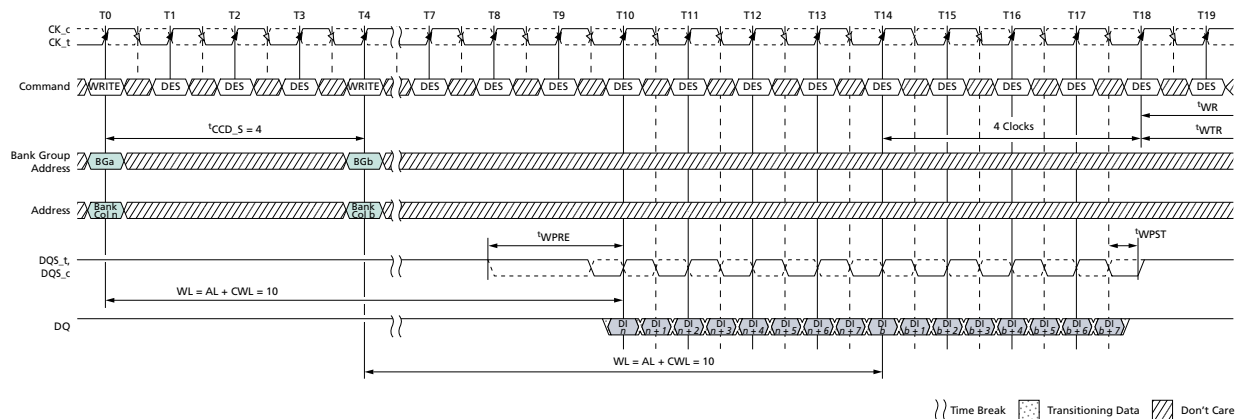 T0 T1 T2 T3 T4 T7 T8 T9 T10 T11 T12 T13 T14 T15 T16 T17 T18 T19
CK_c
CK_t
Command WRITE DES DES DES WRITE DES DES DES DES DES DES DES DES DES DES DES DES DES
tWR
tCCD_S = 4
4 Clocks
tWTR
Bank Group
Address
BGa BGb
Address
Bank
Col n
Bank
Col b
tWPRE
tWPST
DQS_t,
DQS_c
WL = AL + CWL = 10
DQ
DI
n
DI
n + 1
DI
n + 2
DI
n + 3
DI
n + 4
DI
n + 5
DI
n + 6
DI
n + 7
DI
b
DI
b + 1
DI
b + 2
DI
b + 3
DI
b + 4
DI
b + 5
DI
b + 6
DI
b + 7
WL = AL + CWL = 10
Time Break Transitioning Data Don't Care